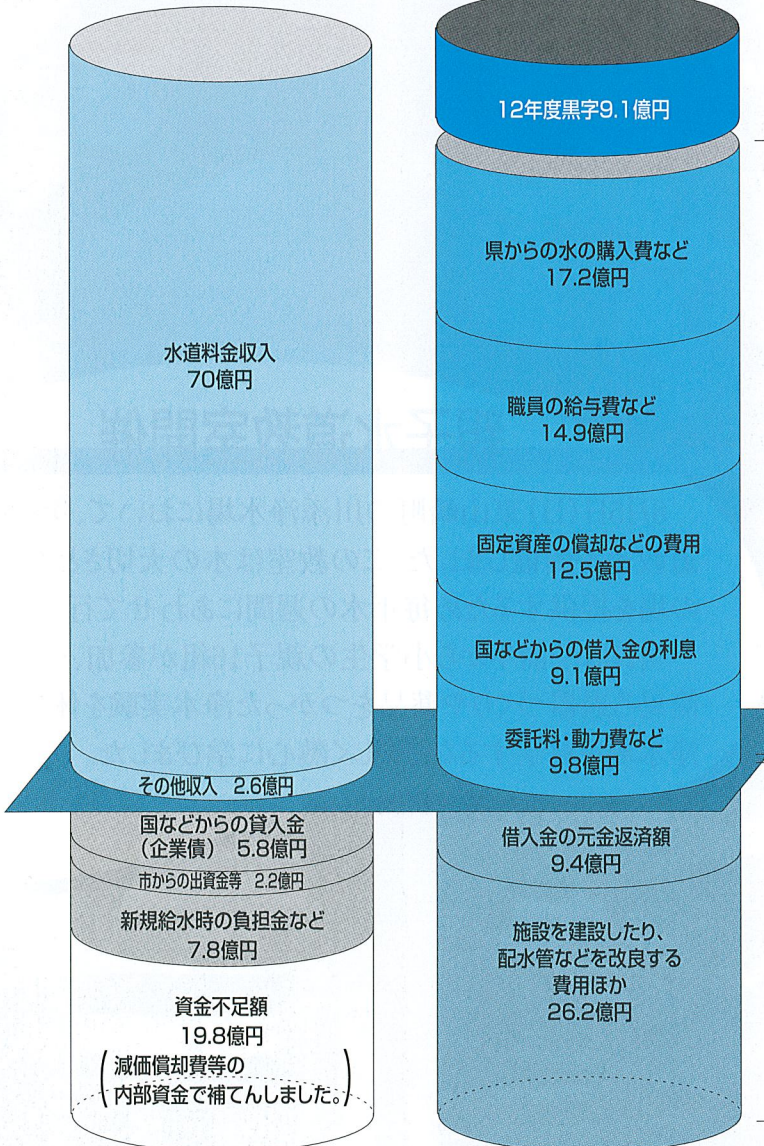 水道料金収入
70億円
その他収入 2.6億円
国などからの貸入金
(企業債) 5.8億円
市からの出資金等 2.2億円
新規給水時の負担金など
7.8億円
資金不足額
19.8億円
(減価償却費等の
内部資金で補てんしました。)
12年度黒字9.1億円
県からの水の購入費など
17.2億円
職員の給与費など
14.9億円
固定資産の償却などの費用
12.5億円
国などからの借入金の利息
9.1億円
委託料・動力費など
9.8億円
借入金の元金返済額
9.4億円
施設を建設したり、
配水管などを改良する
費用ほか
26.2億円